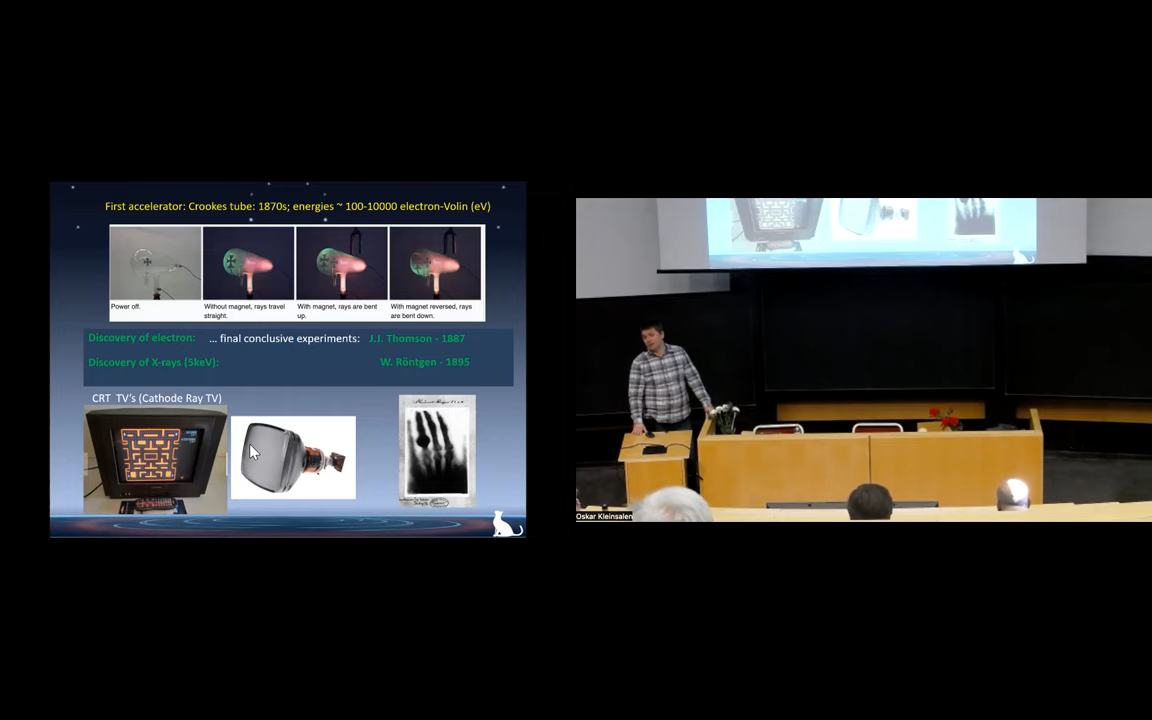 First accelerator: Crookes tube: 1870s; energies ~ 100-10000 electron-Volin (eV)
Power off.
Without magnet, rays travel
straight.
With magnet, rays are bent
up.
With magnet reversed, rays
are bent down.
Discovery of electron: ... final conclusive experiments: J.J. Thomson - 1887
Discovery of X-rays (5keV): W. Röntgen - 1895
CRT TV's (Cathode Ray TV)
Oskar Kleinsalen